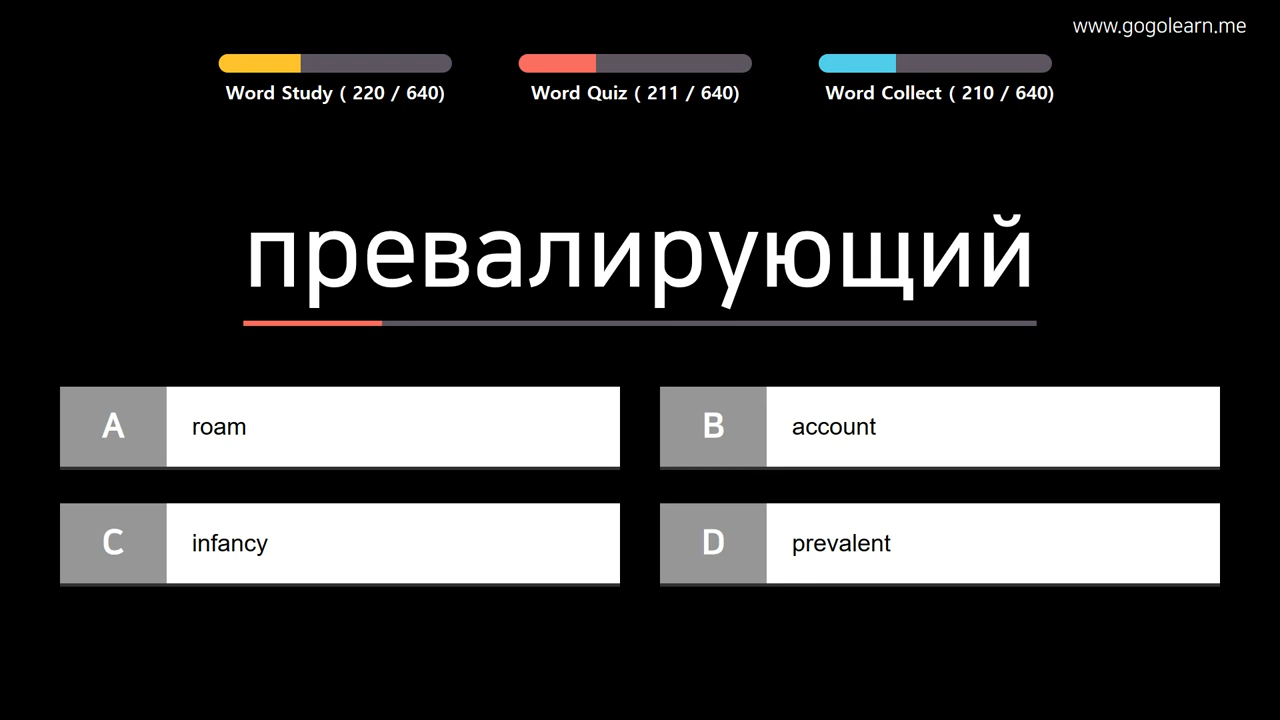 www.gogolearn.me
Word Study ( 220 / 640)
Word Quiz ( 211 / 640)
Word Collect ( 210 / 640)
превалирующий
A roam
B account
C infancy
D prevalent